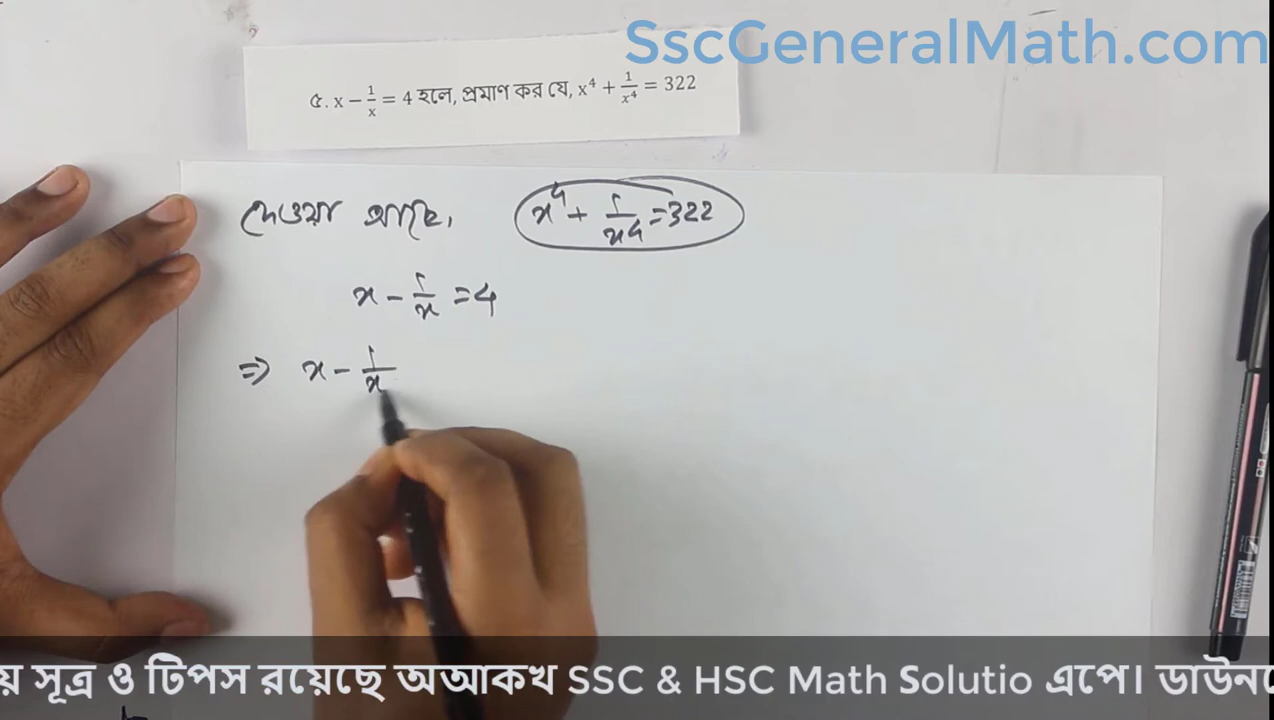 SscGeneralMath.com
৫. x − 1/x = 4 হলে, প্রমাণ কর যে, x⁴ + 1/x⁴ = 322
দেওয়া আছে, x⁴ + 1/x⁴ = 322
x − 1/x = 4
⇒ x − 1/x
য় সূত্র ও টিপস রয়েছে অআকখ SSC & HSC Math Solutio এপে। ডাউন